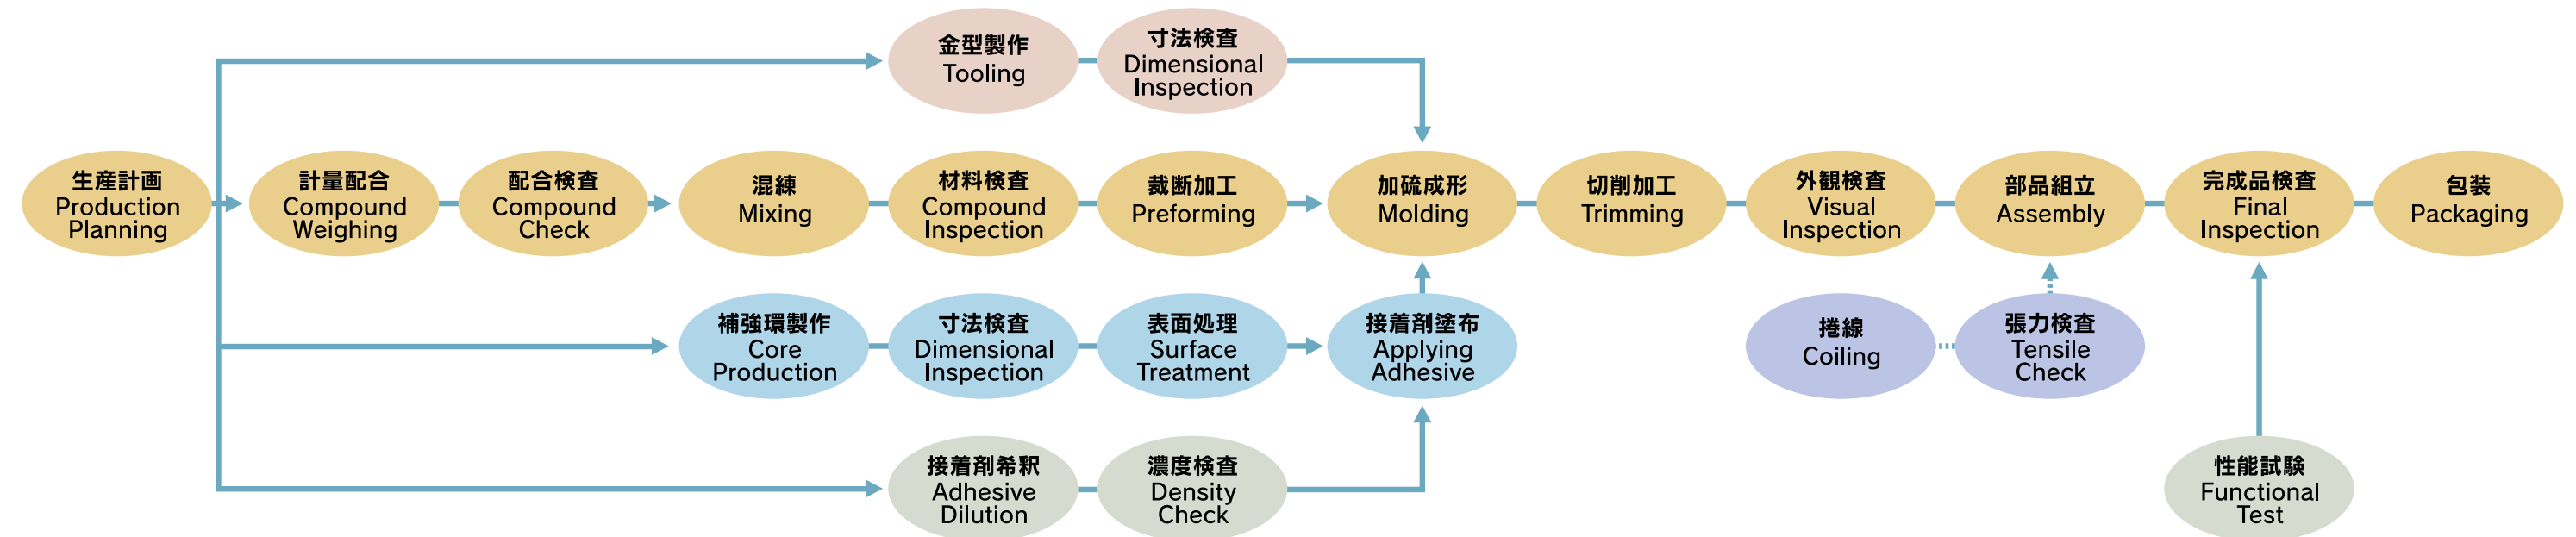 金型製作
Tooling
寸法検査
Dimensional
Inspection
生産計画
Production
Planning
計量配合
Compound
Weighing
配合検査
Compound
Check
混練
Mixing
材料検査
Compound
Inspection
裁断加工
Preforming
加硫成形
Molding
切削加工
Trimming
外観検査
Visual
Inspection
部品組立
Assembly
完成品検査
Final
Inspection
包装
Packaging
補強環製作
Core
Production
寸法検査
Dimensional
Inspection
表面処理
Surface
Treatment
接着剤塗布
Applying
Adhesive
捲線
Coiling
張力検査
Tensile
Check
接着剤希釈
Adhesive
Dilution
濃度検査
Density
Check
性能試験
Functional
Test